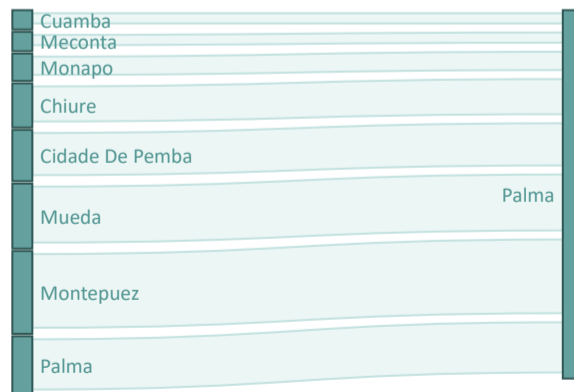 Cuamba
Meconta
Monapo
Chiure
Cidade De Pemba
Mueda
Palma
Montepuez
Palma